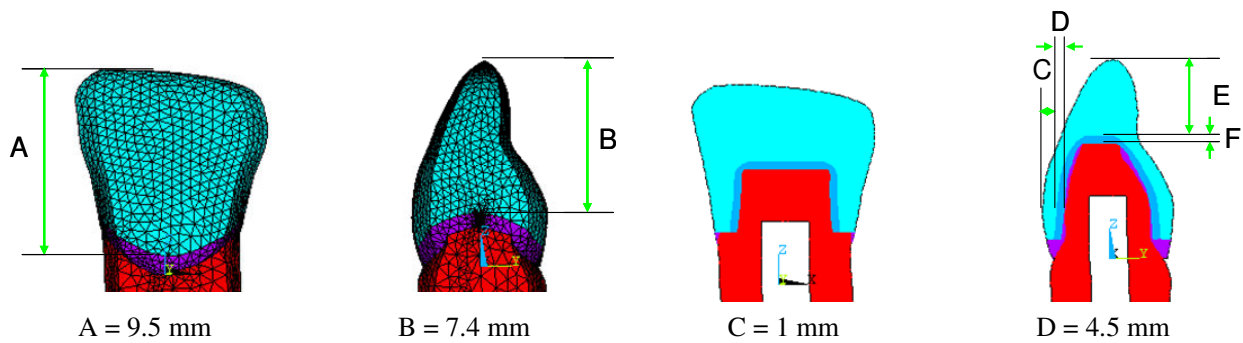 D
C
A
B
E
F
Z
Y
Z
Y
Z
Y
X
Z
X
Y
A = 9.5 mm
B = 7.4 mm
C = 1 mm
D = 4.5 mm